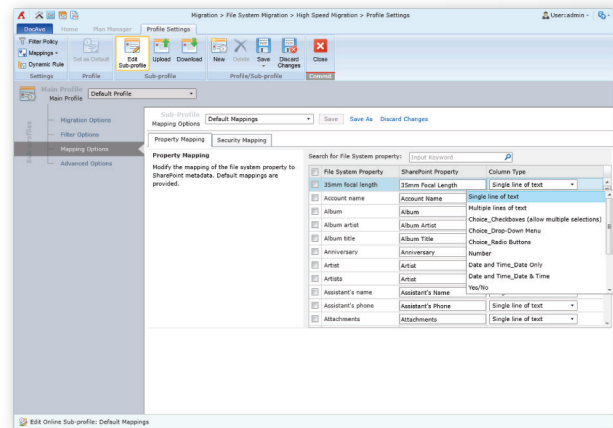 Migration > File System Migration > High Speed Migration > Profile Settings
User:admin
DocAve Home Plan Manager Profile Settings
Filter Policy
Mappings
Dynamic Rule
Set as Default
Edit Sub-profile
Upload Download
New Delete Save Discard Changes
Close
Settings Profile Sub-profile Profile/Sub-profile Commit
Main Profile
Main Profile Default Profile
Sub-Profiles
Migration Options
Filter Options
Mapping Options
Advanced Options
Sub-Profile
Mapping Options Default Mappings Save Save As Discard Changes
Property Mapping Security Mapping
Property Mapping
Modify the mapping of the file system property to
SharePoint metadata. Default mappings are
provided.
Search for File System property: Input Keyword
File System Property SharePoint Property Column Type
35mm focal length 35mm Focal Length Single line of text
Account name Account Name
Album Album
Album artist Album Artist
Album title Album Title
Anniversary Anniversary
Artist Artist
Artists Artist
Assistant's name Assistant's Name
Assistant's phone Assistant's Phone Single line of text
Attachments Attachments Single line of text
Single line of text
Multiple lines of text
Choice_Checkboxes (allow multiple selections)
Choice_Drop-Down Menu
Choice_Radio Buttons
Number
Date and Time_Date Only
Date and Time_Date & Time
Yes/No
Edit Online Sub-profile: Default Mappings